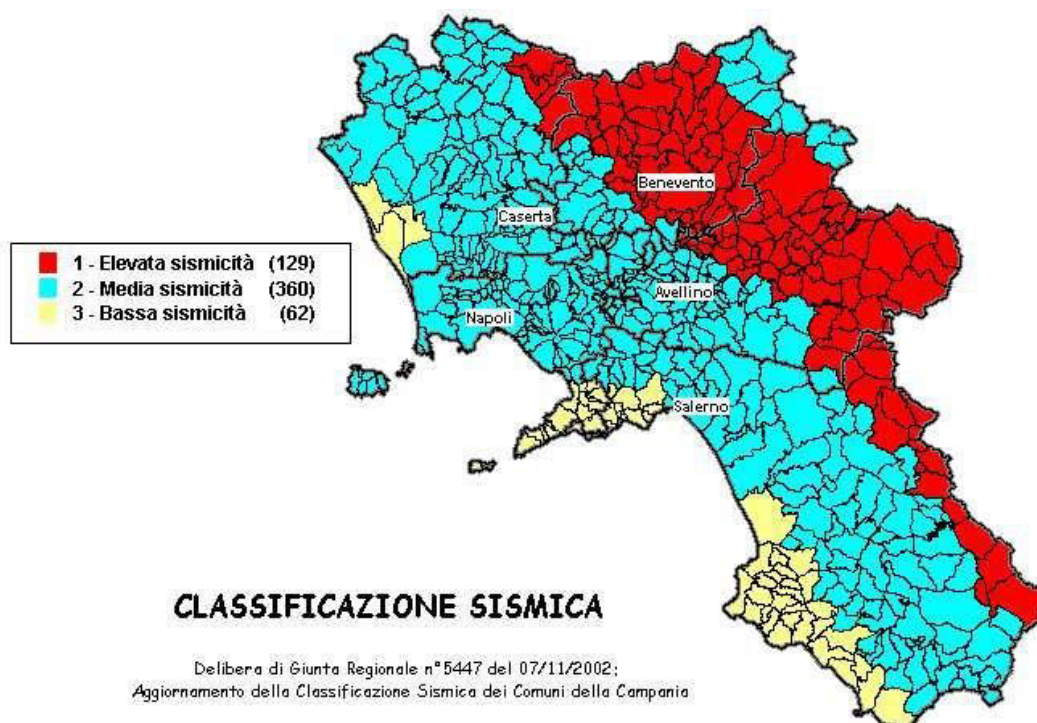 Benevento
Caserta
1 - Elevata sismicità (129)
2 - Media sismicità (360)
3 - Bassa sismicità (62)
Avellino
Napoli
Salerno
CLASSIFICAZIONE SISMICA
Delibera di Giunta Regionale n°5447 del 07/11/2002;
Aggiornamento della Classificazione Sismica dei Comuni della Campania